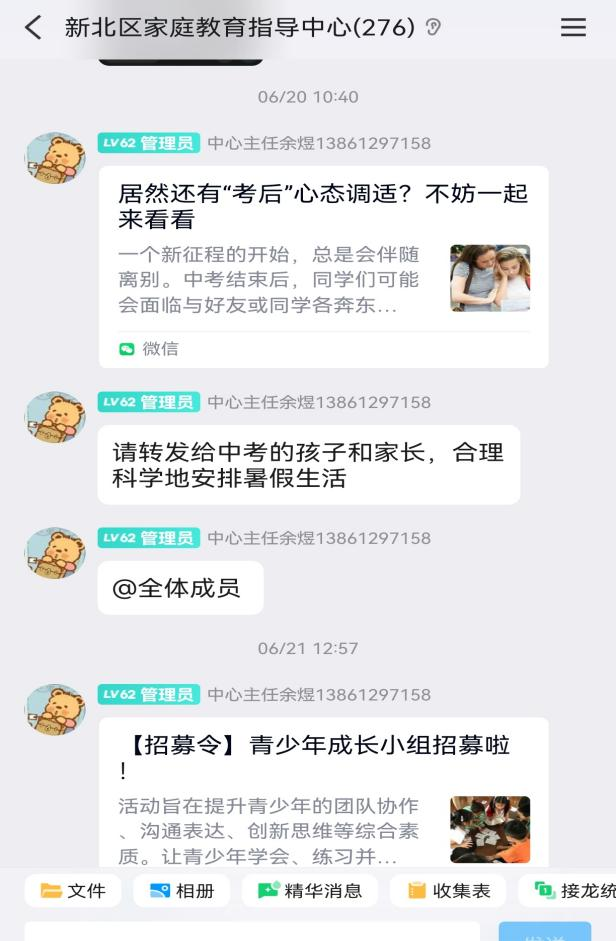 新北区家庭教育指导中心(276)
06/20 10:40
LV62 管理员 中心主任余煜13861297158
居然还有“考后”心态调适？不妨一起
来看看
一个新征程的开始，总是会伴随
离别。中考结束后，同学们可能
会面临与好友或同学各奔东...
微信
LV62 管理员 中心主任余煜13861297158
请转发给中考的孩子和家长，合理
科学地安排暑假生活
LV62 管理员 中心主任余煜13861297158
@全体成员
06/21 12:57
LV62 管理员 中心主任余煜13861297158
【招募令】青少年成长小组招募啦
！
活动旨在提升青少年的团队协作
、沟通表达、创新思维等综合素
质。让青少年学会、练习并...
文件 相册 精华消息 收集表 接龙统